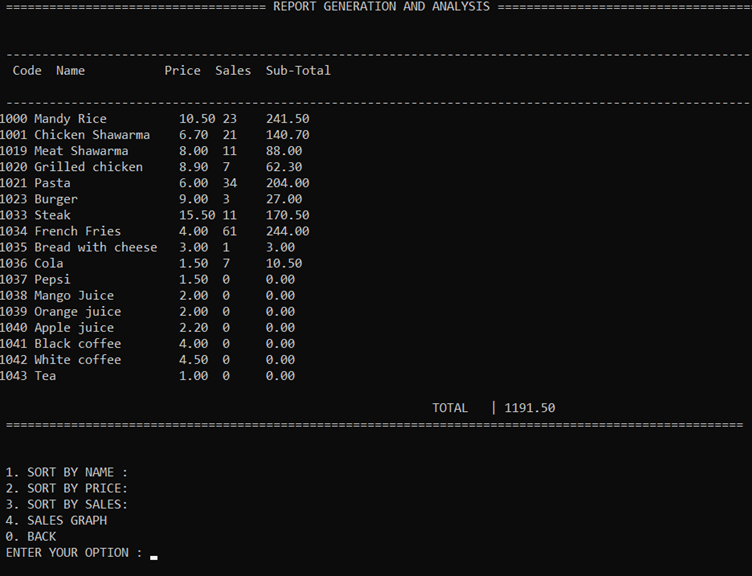 ==================================== REPORT GENERATION AND ANALYSIS ===================================
-------------------------------------------------------------------------------------------------------
Code  Name           Price  Sales  Sub-Total
-------------------------------------------------------------------------------------------------------
1000 Mandy Rice          10.50 23    241.50
1001 Chicken Shawarma    6.70  21    140.70
1019 Meat Shawarma       8.00  11    88.00
1020 Grilled chicken     8.90  7     62.30
1021 Pasta               6.00  34    204.00
1023 Burger              9.00  3     27.00
1033 Steak               15.50 11    170.50
1034 French Fries        4.00  61    244.00
1035 Bread with cheese   3.00  1     3.00
1036 Cola                1.50  7     10.50
1037 Pepsi               1.50  0     0.00
1038 Mango Juice         2.00  0     0.00
1039 Orange juice        2.00  0     0.00
1040 Apple juice         2.20  0     0.00
1041 Black coffee        4.00  0     0.00
1042 White coffee        4.50  0     0.00
1043 Tea                 1.00  0     0.00
TOTAL   | 1191.50
=======================================================================================================
1. SORT BY NAME :
2. SORT BY PRICE:
3. SORT BY SALES:
4. SALES GRAPH
0. BACK
ENTER YOUR OPTION : _